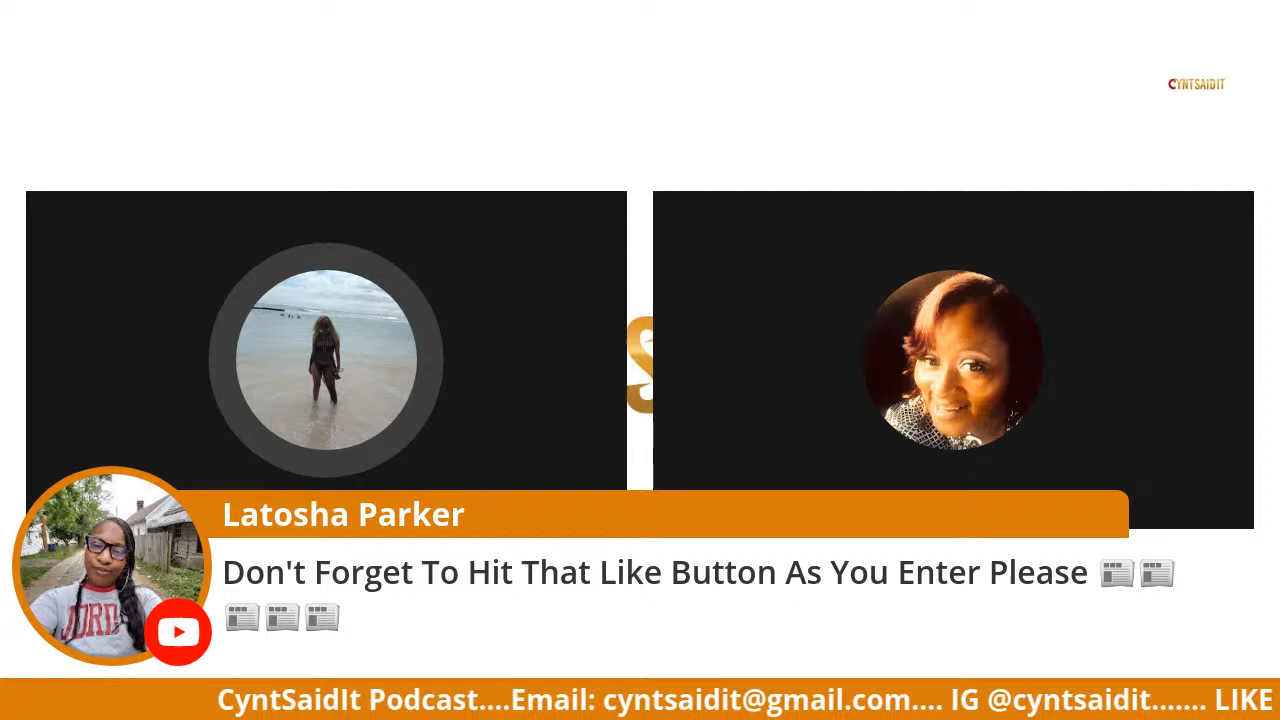 CYNTSAIDIT
S
Latosha Parker
Don't Forget To Hit That Like Button As You Enter Please 📰📰
📰📰📰
JORD
CyntSaidIt Podcast....Email: cyntsaidit@gmail.com.... IG @cyntsaidit....... LIKE